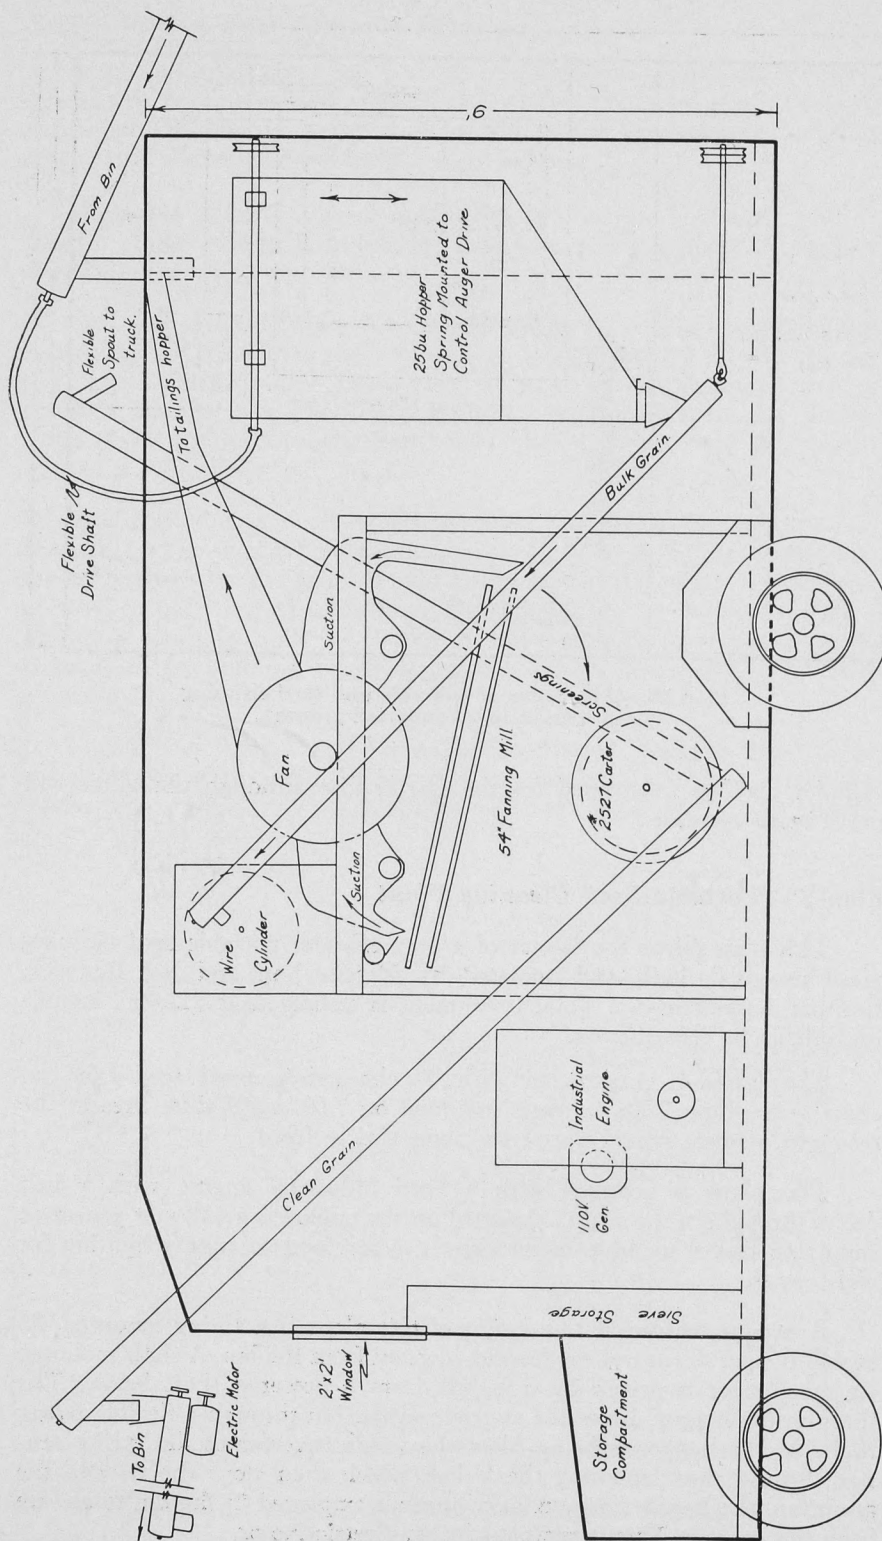 From Bin
Flexible
Spout to
truck.
To tailings hopper
Flexible
Drive Shaft
9'
25 bu. Hopper
Spring Mounted to
Control Auger Drive
Bulk Grain
Suction
Fan
Suction
Screenings
54" Fanning Mill
#2527 Carter
Wire
Cylinder
Clean Grain
Industrial
Engine
110V
Gen.
Sieve Storage
2'x2'
Window
To Bin
Electric Motor
Storage
Compartment